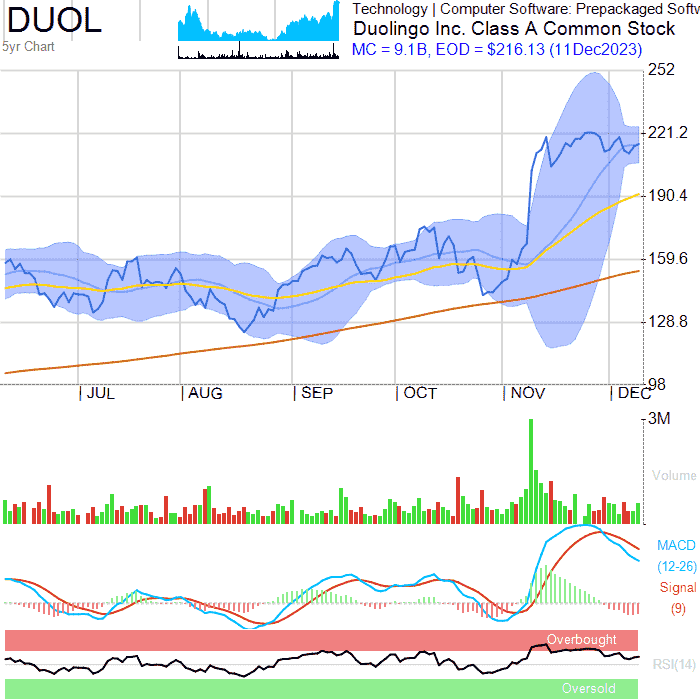 DUOL
5yr Chart
Technology | Computer Software: Prepackaged Softw
Duolingo Inc. Class A Common Stock
MC = 9.1B, EOD = $216.13 (11Dec2023)
252
221.2
190.4
159.6
128.8
98
JUL AUG SEP OCT NOV DEC
3M
Volume
MACD
(12-26)
Signal
(9)
Overbought
RSI(14)
Oversold